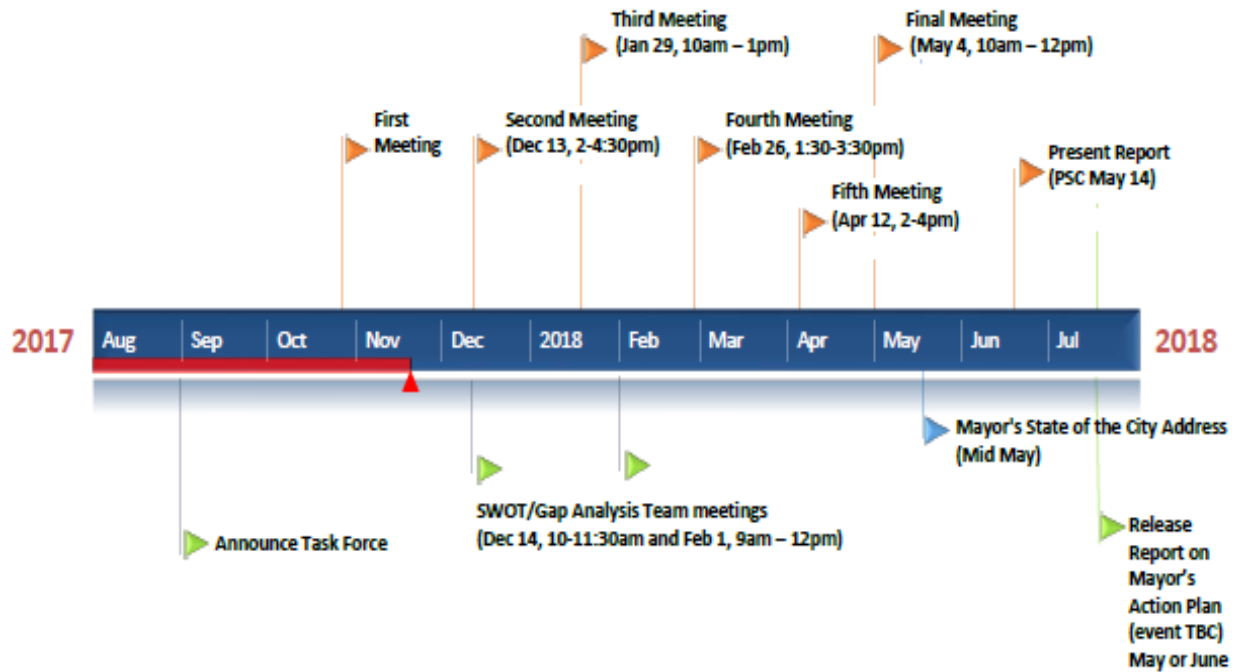 Third Meeting
(Jan 29, 10am – 1pm)
Final Meeting
(May 4, 10am – 12pm)
First
Meeting
Second Meeting
(Dec 13, 2-4:30pm)
Fourth Meeting
(Feb 26, 1:30-3:30pm)
Present Report
(PSC May 14)
Fifth Meeting
(Apr 12, 2-4pm)
2017 Aug Sep Oct Nov Dec 2018 Feb Mar Apr May Jun Jul 2018
Mayor's State of the City Address
(Mid May)
SWOT/Gap Analysis Team meetings
(Dec 14, 10-11:30am and Feb 1, 9am – 12pm)
Announce Task Force
Release
Report on
Mayor's
Action Plan
(event TBC)
May or June